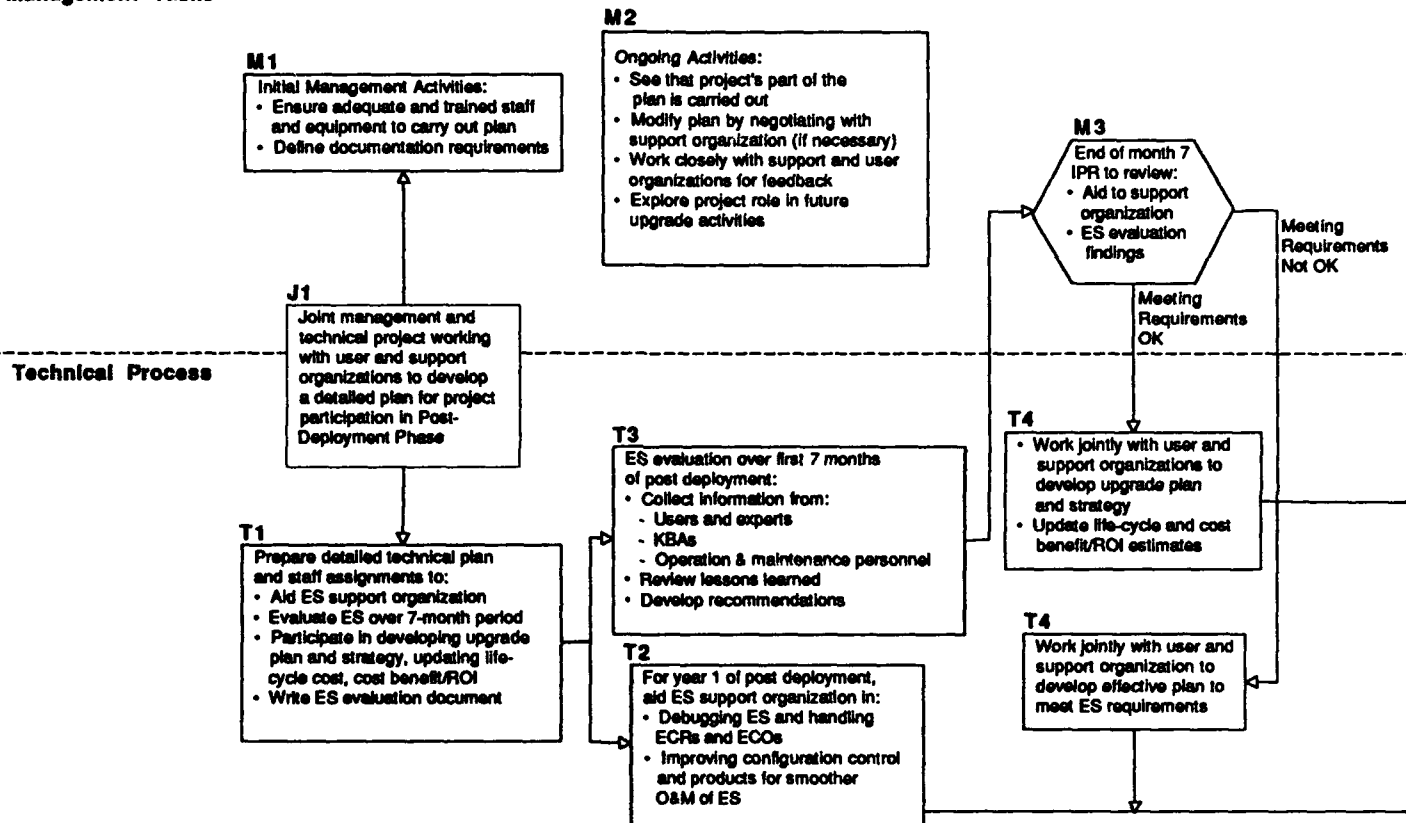 M1
Initial Management Activities:
• Ensure adequate and trained staff
and equipment to carry out plan
• Define documentation requirements
M2
Ongoing Activities:
• See that project's part of the
plan is carried out
• Modify plan by negotiating with
support organization (if necessary)
• Work closely with support and user
organizations for feedback
• Explore project role in future
upgrade activities
M3
End of month 7
IPR to review:
• Aid to support
organization
• ES evaluation
findings
Meeting
Requirements
Not OK
Meeting
Requirements
OK
J1
Joint management and
technical project working
with user and support
organizations to develop
a detailed plan for project
participation in Post-
Deployment Phase
Technical Process
T1
Prepare detailed technical plan
and staff assignments to:
• Aid ES support organization
• Evaluate ES over 7-month period
• Participate in developing upgrade
plan and strategy, updating life-
cycle cost, cost benefit/ROI
• Write ES evaluation document
T3
ES evaluation over first 7 months
of post deployment:
• Collect information from:
- Users and experts
- KBAs
- Operation & maintenance personnel
• Review lessons learned
• Develop recommendations
T2
For year 1 of post deployment,
aid ES support organization in:
• Debugging ES and handling
ECRs and ECOs
• Improving configuration control
and products for smoother
O&M of ES
T4
• Work jointly with user and
support organizations to
develop upgrade plan
and strategy
• Update life-cycle and cost
benefit/ROI estimates
T4
Work jointly with user and
support organization to
develop effective plan to
meet ES requirements